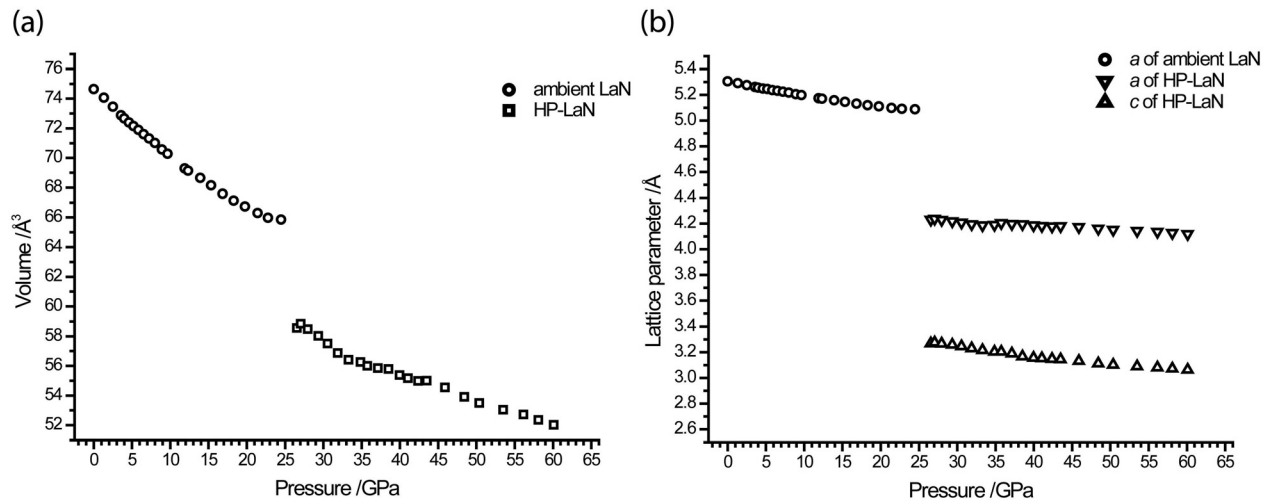 (a)
76
74
72
70
68
66
64
62
60
58
56
54
52
Volume /Å³
0 5 10 15 20 25 30 35 40 45 50 55 60 65
Pressure /GPa
ambient LaN
HP-LaN
(b)
5.4
5.2
5.0
4.8
4.6
4.4
4.2
4.0
3.8
3.6
3.4
3.2
3.0
2.8
2.6
Lattice parameter /Å
0 5 10 15 20 25 30 35 40 45 50 55 60 65
Pressure /GPa
a of ambient LaN
a of HP-LaN
c of HP-LaN